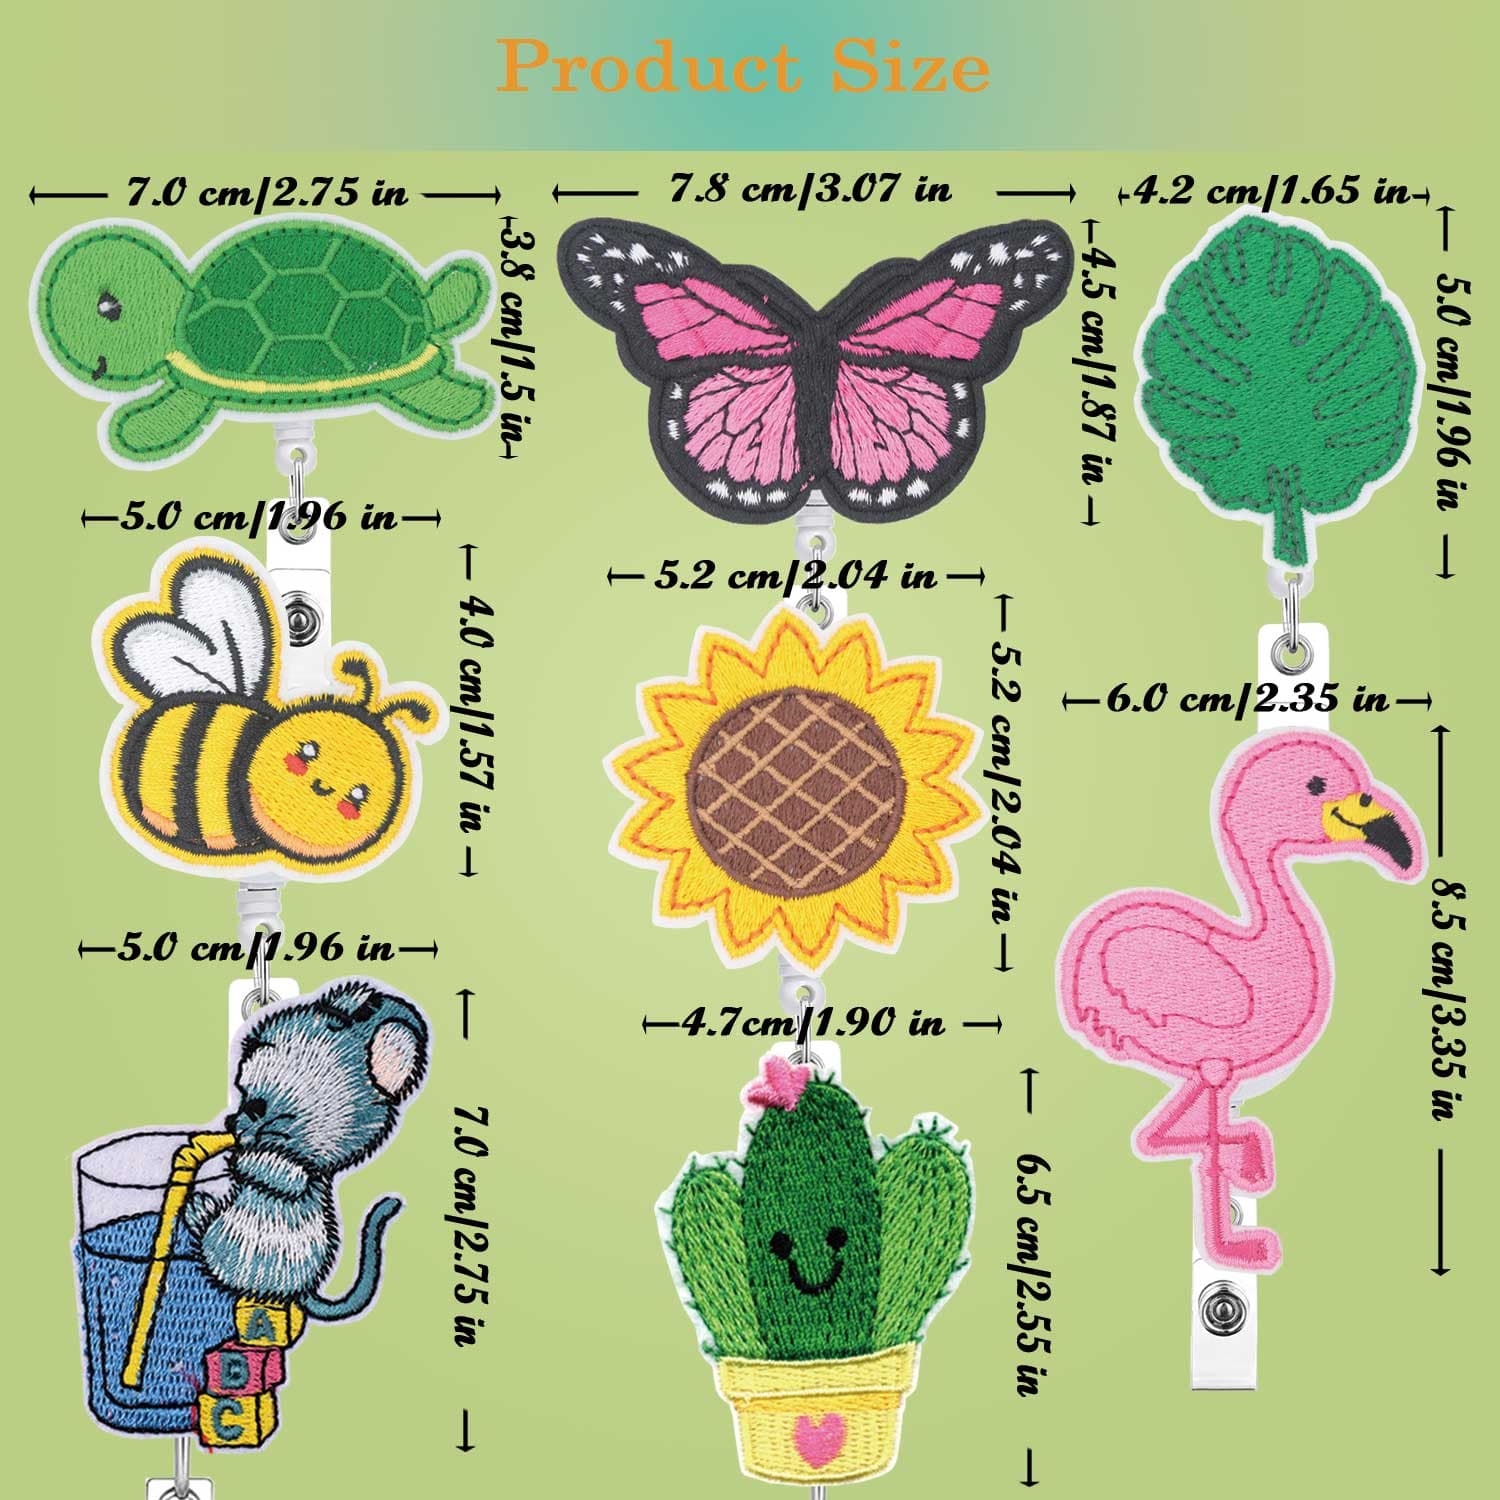 Product Size
7.0 cm/2.75 in
7.8 cm/3.07 in
4.2 cm/1.65 in
3.8 cm/1.5 in
4.5 cm/1.87 in
5.0 cm/1.96 in
5.0 cm/1.96 in
5.2 cm/2.04 in
4.0 cm/1.57 in
5.2 cm/2.04 in
6.0 cm/2.35 in
8.5 cm/3.35 in
5.0 cm/1.96 in
4.7cm/1.90 in
7.0 cm/2.75 in
6.5 cm/2.55 in
A
B
C